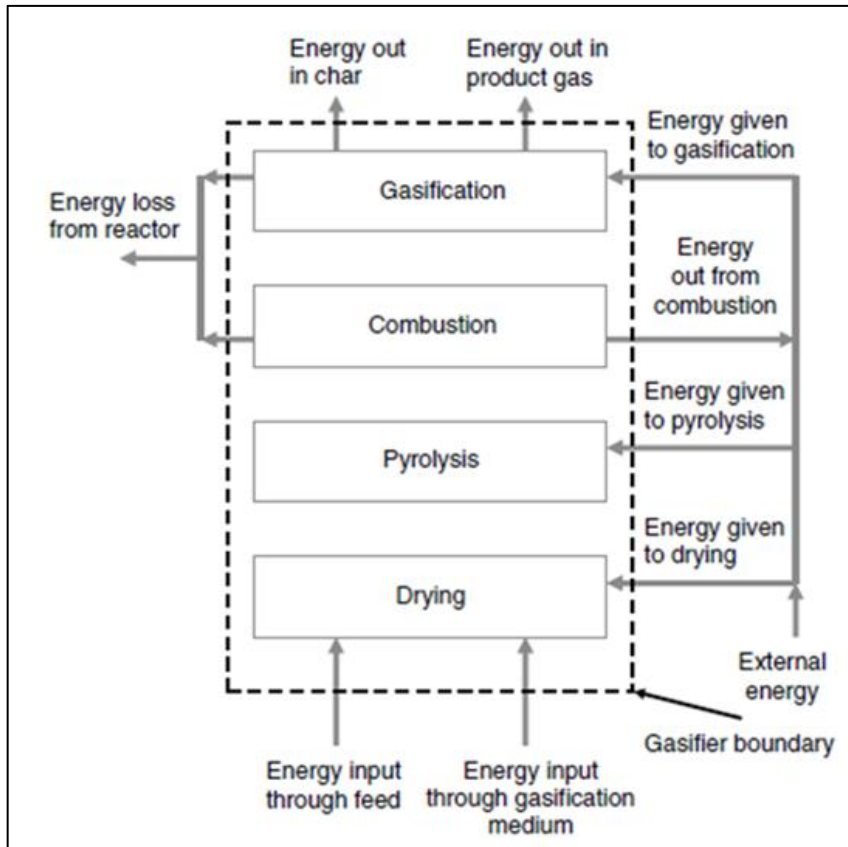 Energy out
in char
Energy out in
product gas
Energy given
to gasification
Gasification
Energy loss
from reactor
Energy
out from
combustion
Combustion
Energy given
to pyrolysis
Pyrolysis
Energy given
to drying
Drying
External
energy
Gasifier boundary
Energy input
through feed
Energy input
through gasification
medium